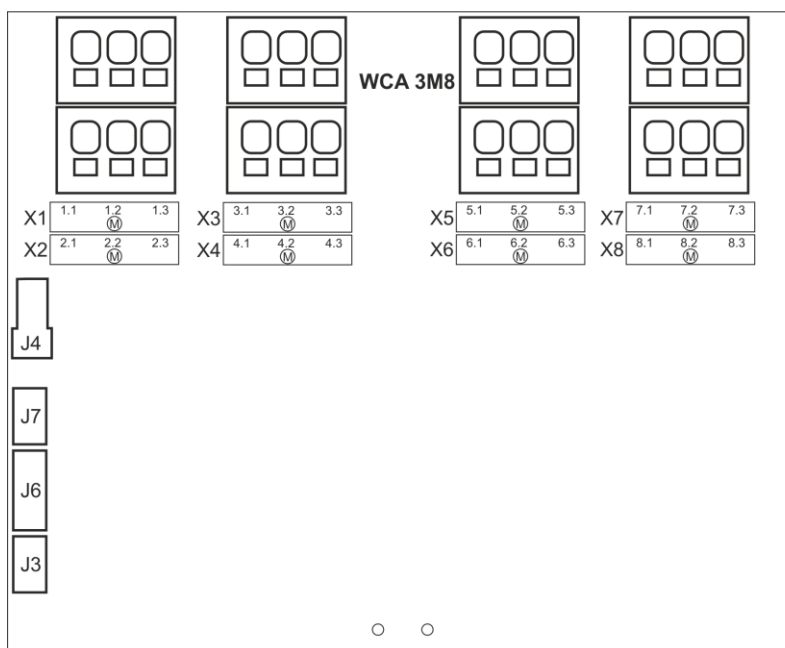 WCA 3M8
X1 1.1 1.2 1.3 X3 3.1 3.2 3.3 X5 5.1 5.2 5.3 X7 7.1 7.2 7.3
M M M M
X2 2.1 2.2 2.3 X4 4.1 4.2 4.3 X6 6.1 6.2 6.3 X8 8.1 8.2 8.3
M M M M
J4
J7
J6
J3